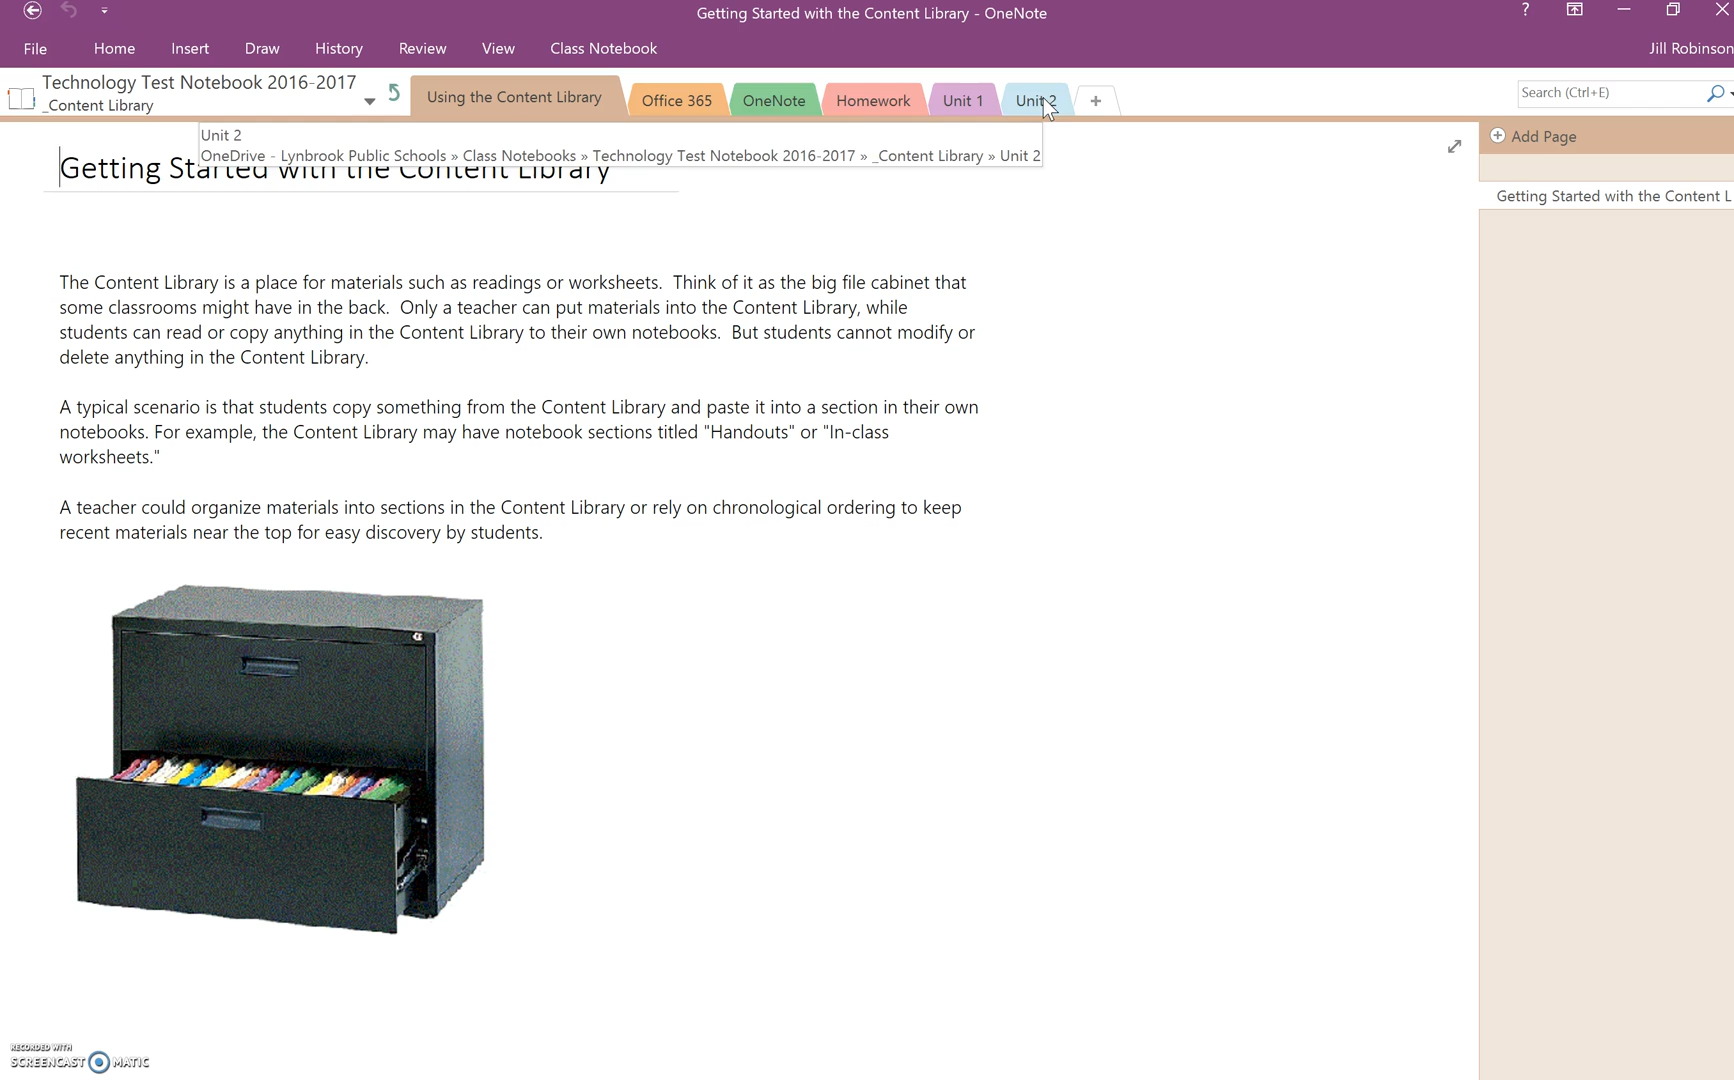 Getting Started with the Content Library - OneNote
?
File Home Insert Draw History Review View Class Notebook
Jill Robinson
Technology Test Notebook 2016-2017
_Content Library
Using the Content Library Office 365 OneNote Homework Unit 1 Unit 2 +
Search (Ctrl+E)
Unit 2
OneDrive - Lynbrook Public Schools » Class Notebooks » Technology Test Notebook 2016-2017 » _Content Library » Unit 2
Add Page
Getting Started with the Content Library
Getting Started with the Content L
The Content Library is a place for materials such as readings or worksheets.  Think of it as the big file cabinet that
some classrooms might have in the back.  Only a teacher can put materials into the Content Library, while
students can read or copy anything in the Content Library to their own notebooks.  But students cannot modify or
delete anything in the Content Library.
A typical scenario is that students copy something from the Content Library and paste it into a section in their own
notebooks. For example, the Content Library may have notebook sections titled "Handouts" or "In-class
worksheets."
A teacher could organize materials into sections in the Content Library or rely on chronological ordering to keep
recent materials near the top for easy discovery by students.
RECORDED WITH
SCREENCAST MATIC